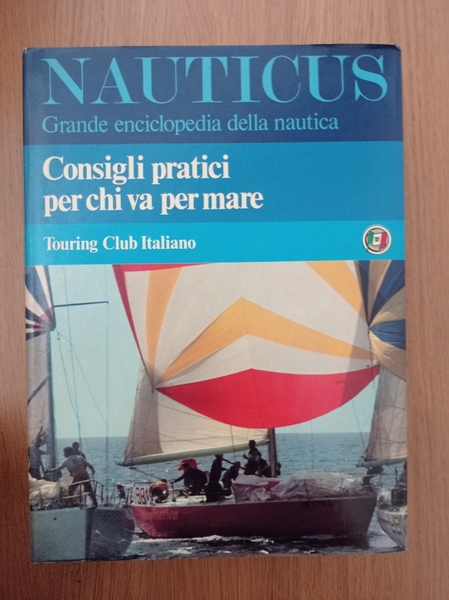 NAUTICUS
Grande enciclopedia della nautica
Consigli pratici
per chi va per mare
Touring Club Italiano